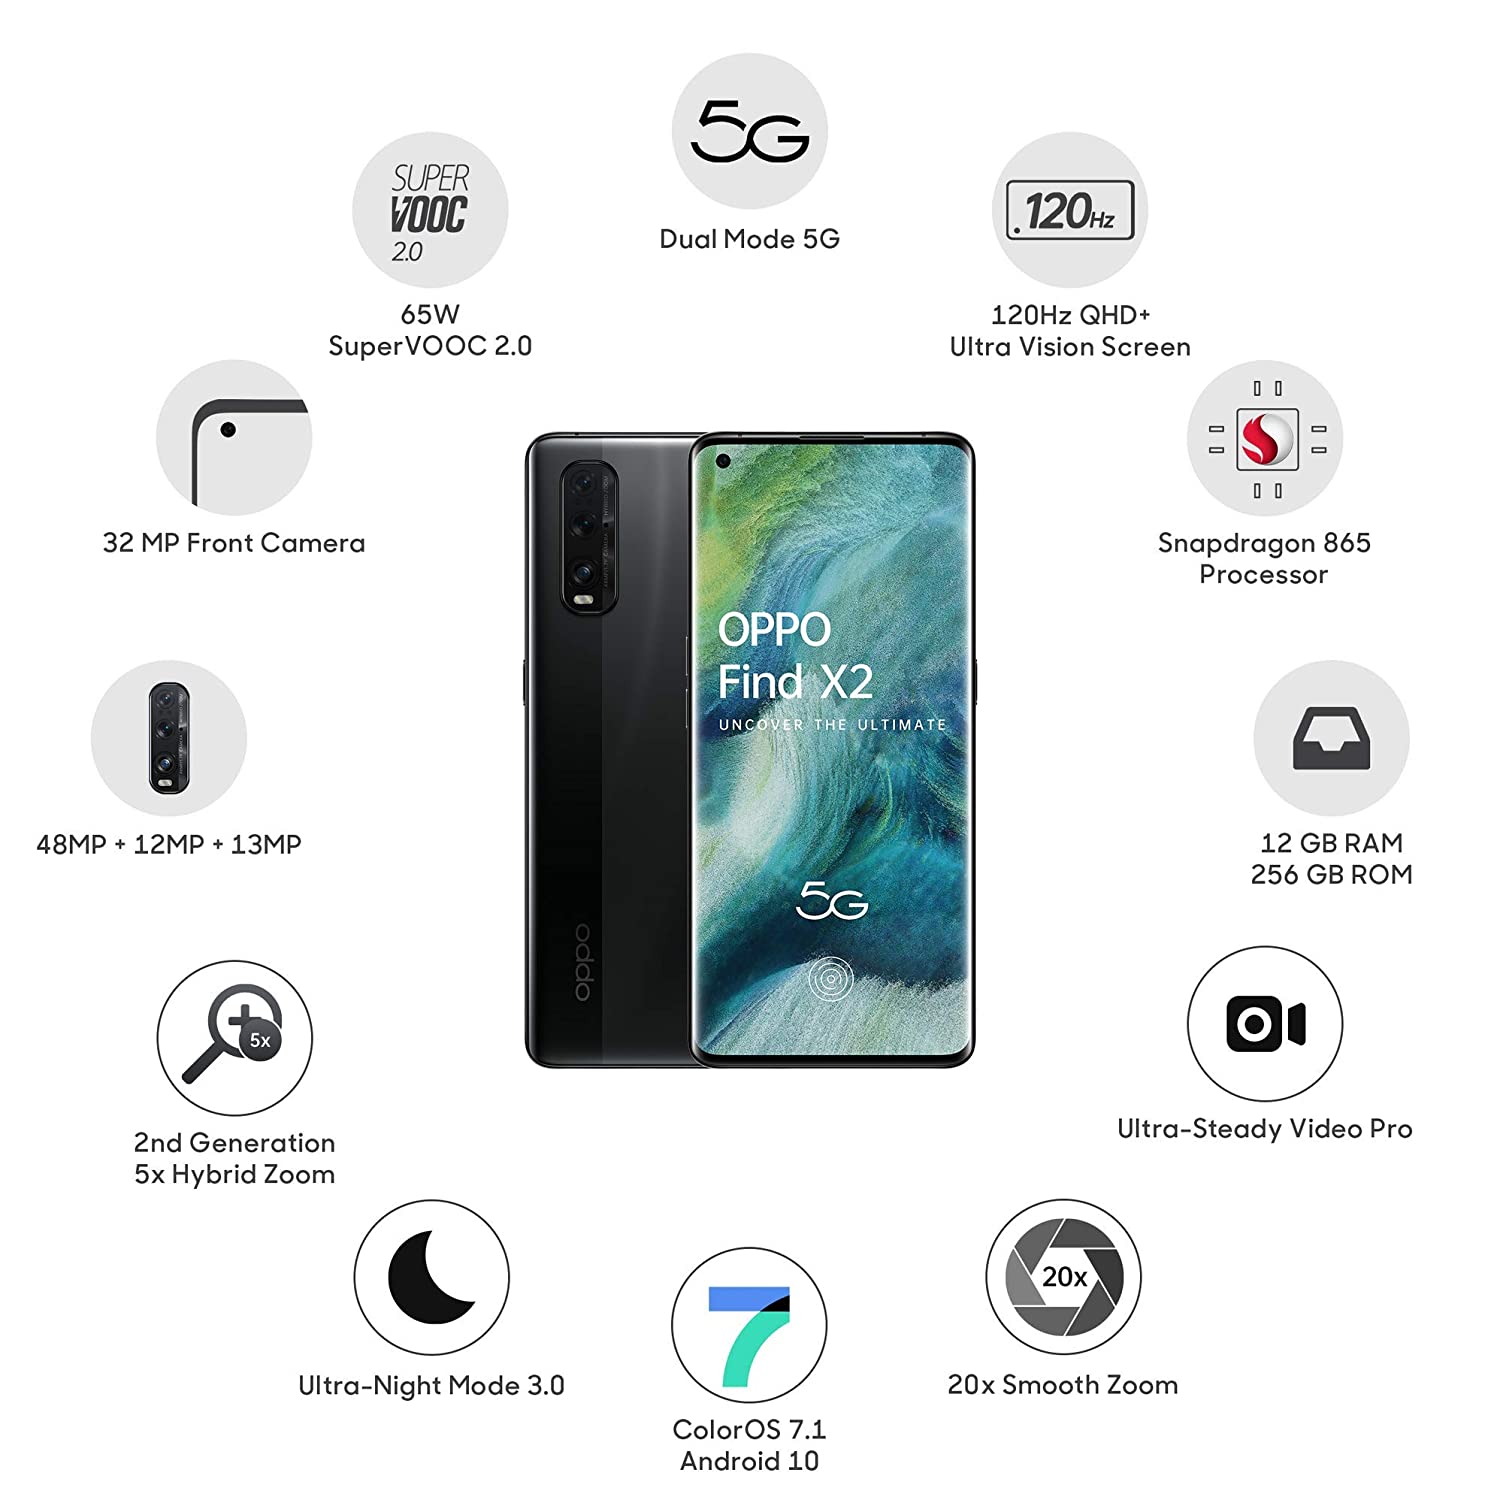 5G
Dual Mode 5G
SUPER
VOOC
2.0
65W
SuperVOOC 2.0
120Hz
120Hz QHD+
Ultra Vision Screen
32 MP Front Camera
Snapdragon 865
Processor
48MP + 12MP + 13MP
OPPO
Find X2
UNCOVER THE ULTIMATE
5G
oppo
12 GB RAM
256 GB ROM
5x
2nd Generation
5x Hybrid Zoom
Ultra-Steady Video Pro
Ultra-Night Mode 3.0
7
ColorOS 7.1
Android 10
20x
20x Smooth Zoom